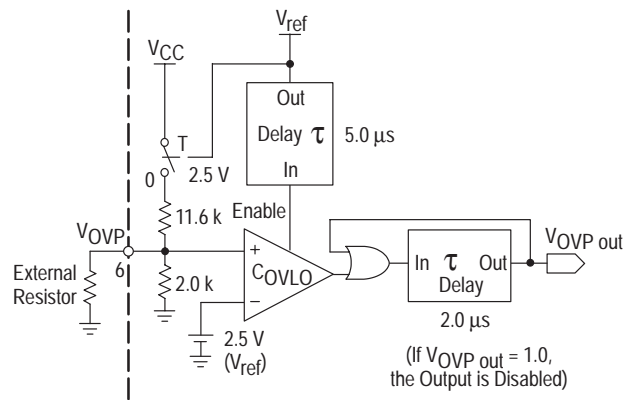 Vref
VCC
Out
Delay τ
In
5.0 µs
T
0
2.5 V
VOVP
6
11.6 k
Enable
External
Resistor
2.0 k
+
COVLO
–
2.5 V
(Vref)
In
τ
Out
Delay
2.0 µs
VOVP out
(If VOVP out = 1.0,
the Output is Disabled)